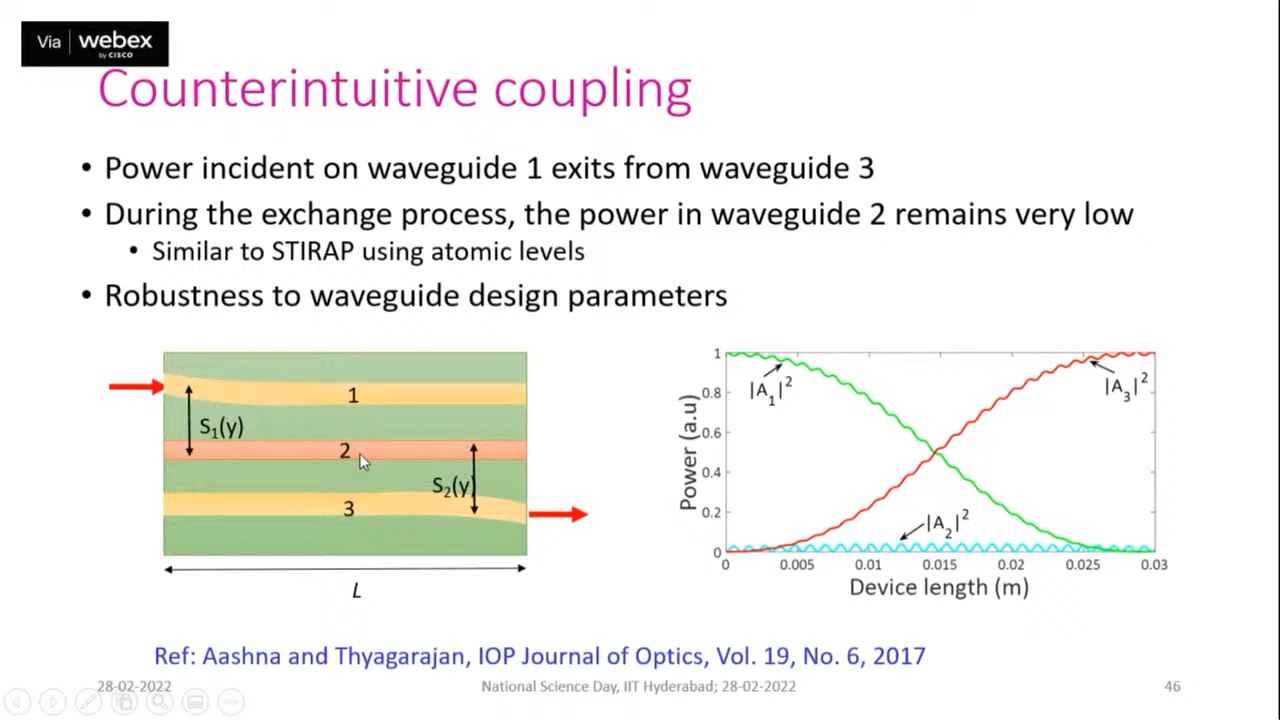 Via webex
by CISCO
Counterintuitive coupling
• Power incident on waveguide 1 exits from waveguide 3
• During the exchange process, the power in waveguide 2 remains very low
• Similar to STIRAP using atomic levels
• Robustness to waveguide design parameters
1
S₁(y)
2
S₂(y)
3
L
1
0.8
0.6
0.4
0.2
0
Power (a.u)
|A₁|²
|A₃|²
|A₂|²
0 0.005 0.01 0.015 0.02 0.025 0.03
Device length (m)
Ref: Aashna and Thyagarajan, IOP Journal of Optics, Vol. 19, No. 6, 2017
28-02-2022 National Science Day, IIT Hyderabad; 28-02-2022 46